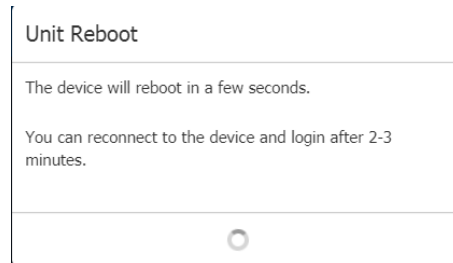 Unit Reboot
The device will reboot in a few seconds.
You can reconnect to the device and login after 2-3
minutes.